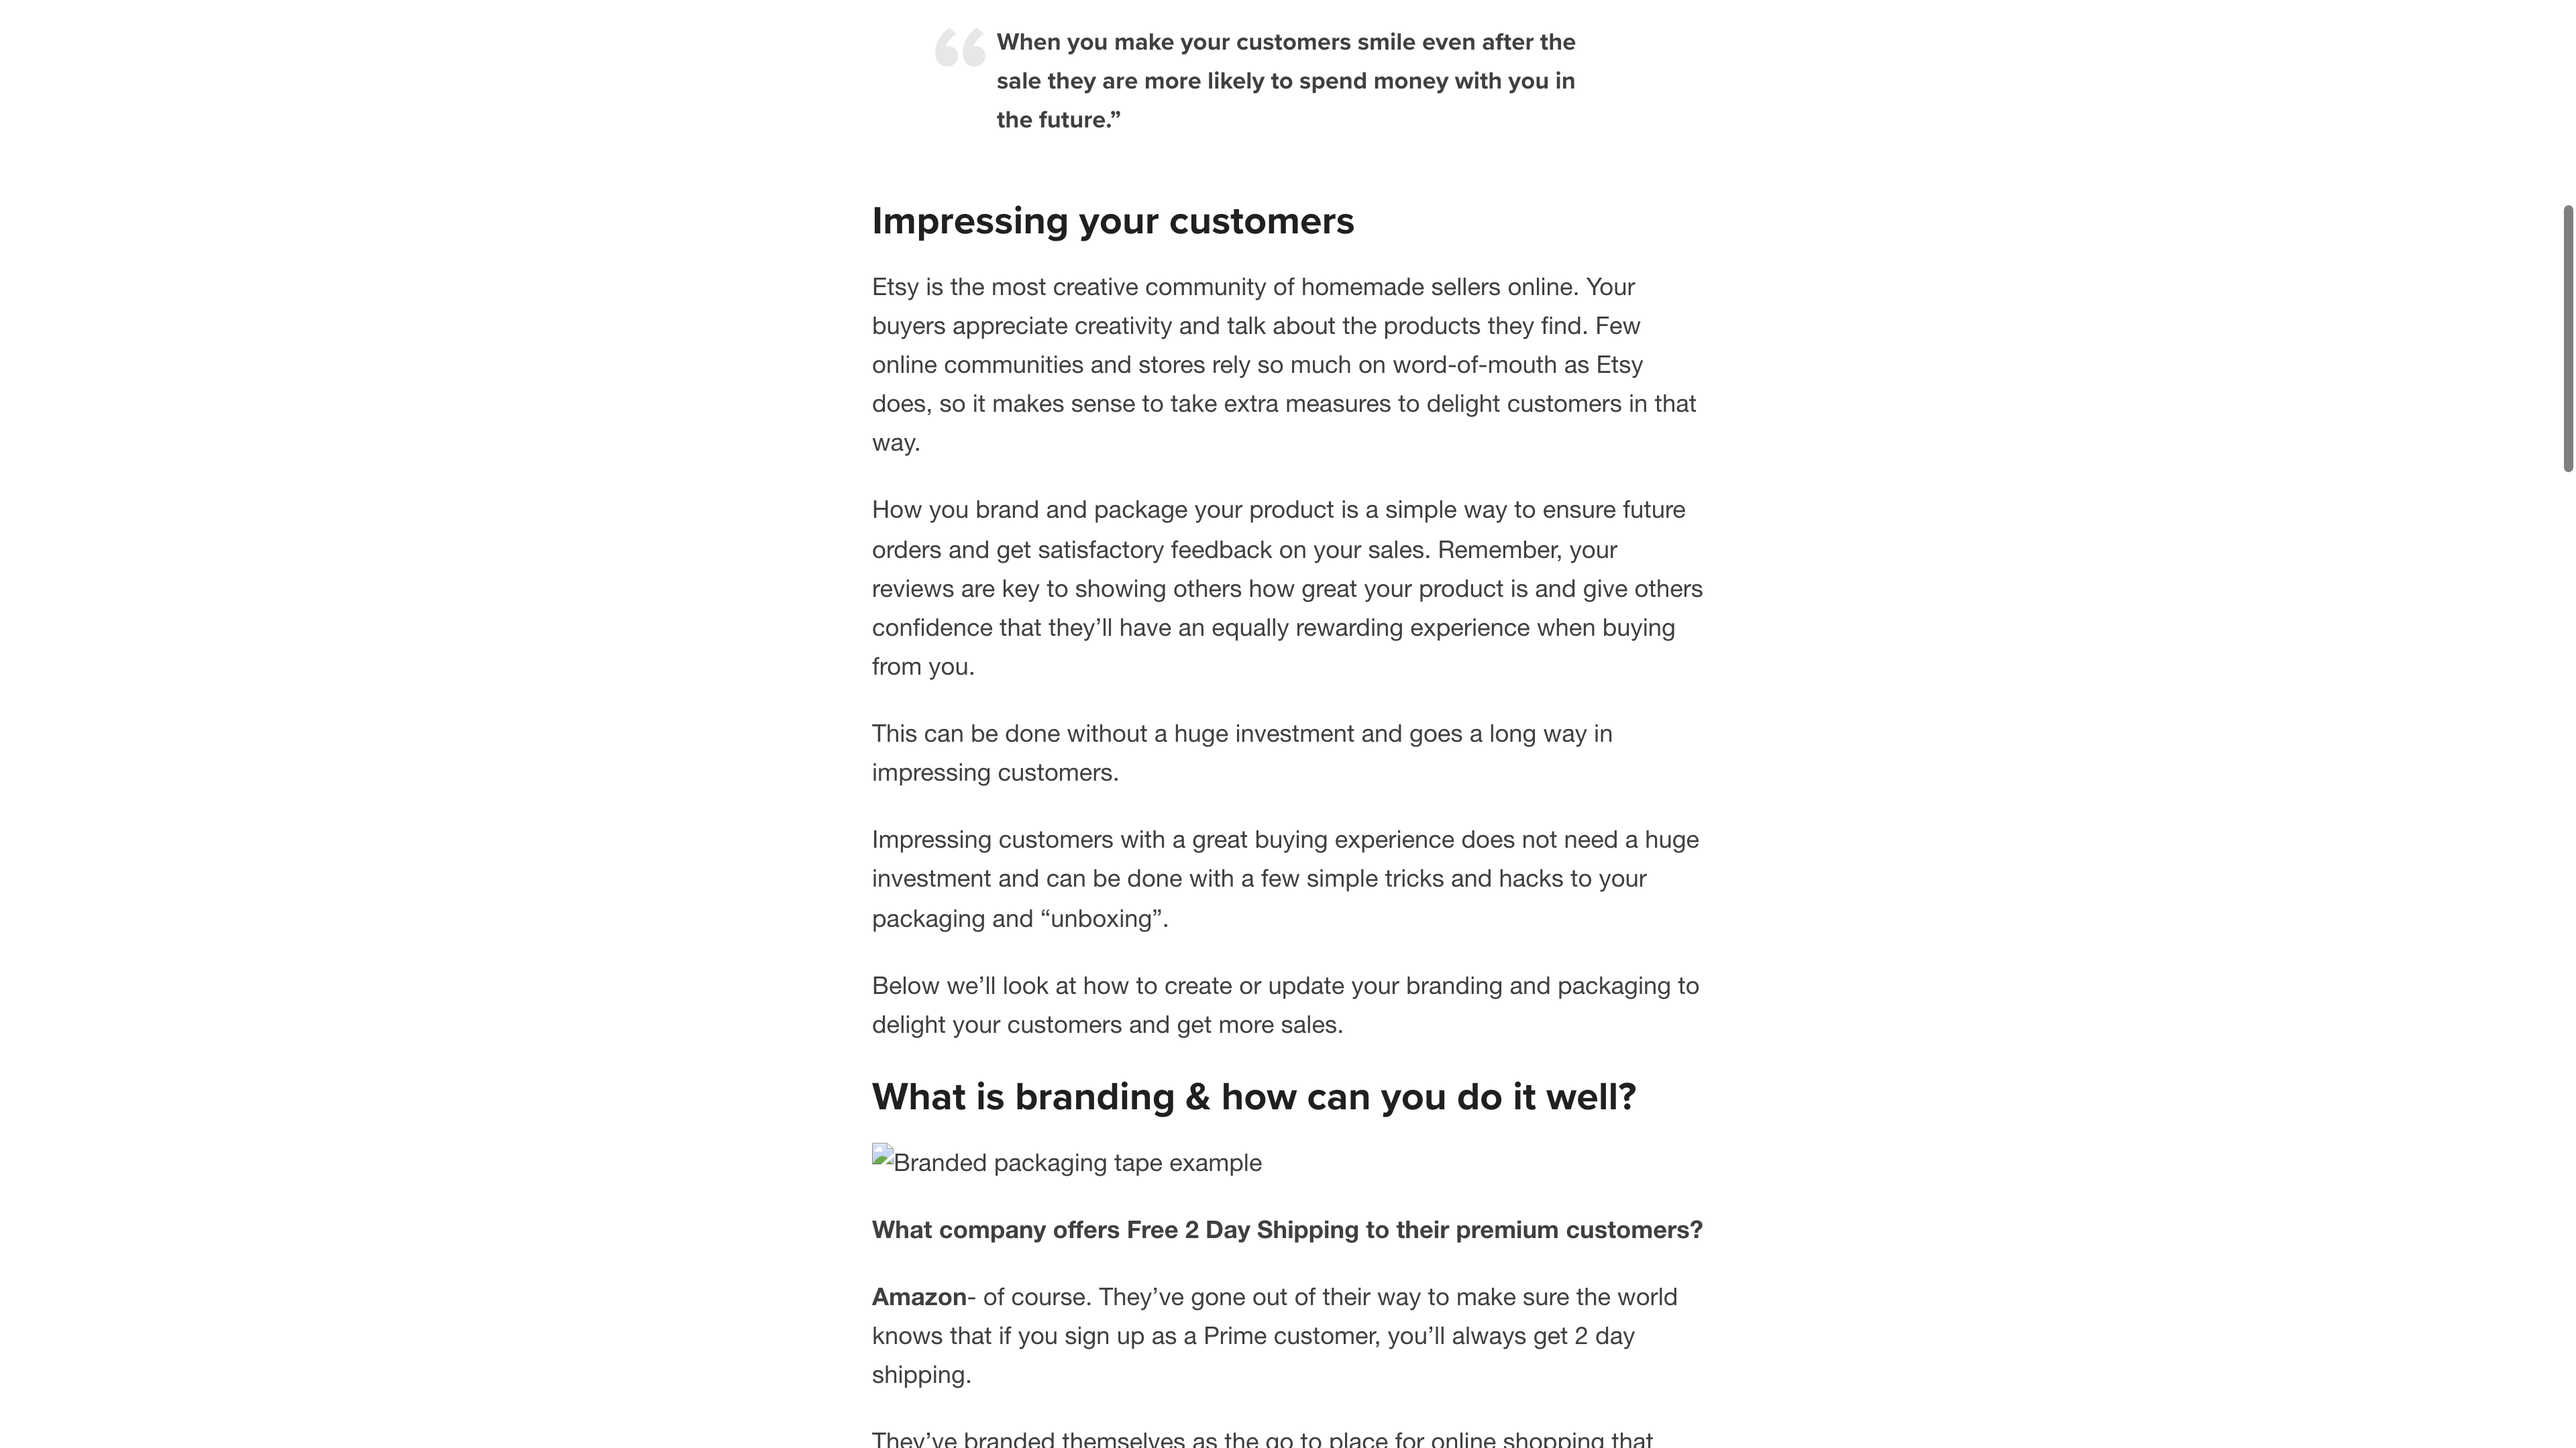 When you make your customers smile even after the
sale they are more likely to spend money with you in
the future.”
Impressing your customers
Etsy is the most creative community of homemade sellers online. Your
buyers appreciate creativity and talk about the products they find. Few
online communities and stores rely so much on word-of-mouth as Etsy
does, so it makes sense to take extra measures to delight customers in that
way.
How you brand and package your product is a simple way to ensure future
orders and get satisfactory feedback on your sales. Remember, your
reviews are key to showing others how great your product is and give others
confidence that they’ll have an equally rewarding experience when buying
from you.
This can be done without a huge investment and goes a long way in
impressing customers.
Impressing customers with a great buying experience does not need a huge
investment and can be done with a few simple tricks and hacks to your
packaging and “unboxing”.
Below we’ll look at how to create or update your branding and packaging to
delight your customers and get more sales.
What is branding & how can you do it well?
Branded packaging tape example
What company offers Free 2 Day Shipping to their premium customers?
Amazon- of course. They’ve gone out of their way to make sure the world
knows that if you sign up as a Prime customer, you’ll always get 2 day
shipping.
They’ve branded themselves as the go to place for online shopping that